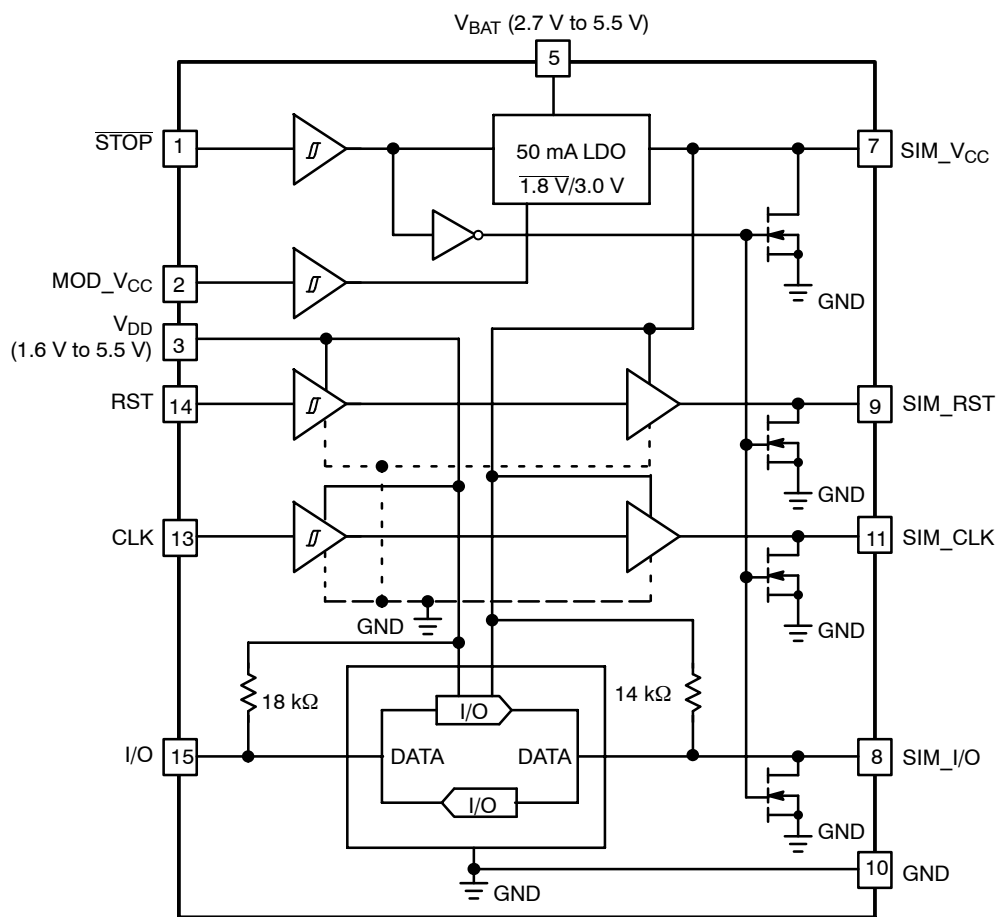 VBAT (2.7 V to 5.5 V)
5
STOP
1
50 mA LDO
1.8 V/3.0 V
7
SIM_VCC
MOD_VCC
2
GND
VDD
(1.6 V to 5.5 V)
3
RST
14
9
SIM_RST
GND
CLK
13
11
SIM_CLK
GND
GND
18 kΩ
14 kΩ
I/O
I/O
15
DATA
DATA
8
SIM_I/O
I/O
GND
10
GND
GND